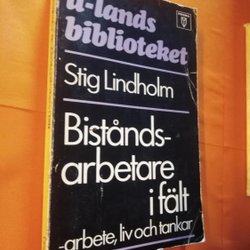 u-lands
biblioteket
Stig Lindholm
Bistånds-
arbetare
i fält
-arbete, liv och tankar